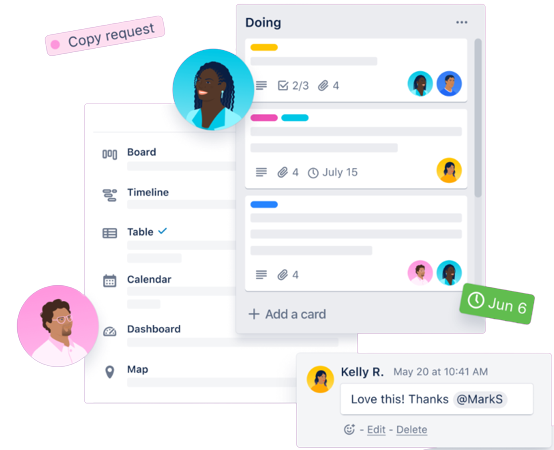 Copy request
Doing
2/3 4
4 July 15
4
Add a card
Board
Timeline
Table
Calendar
Dashboard
Map
Jun 6
Kelly R. May 20 at 10:41 AM
Love this! Thanks @MarkS
- Edit - Delete